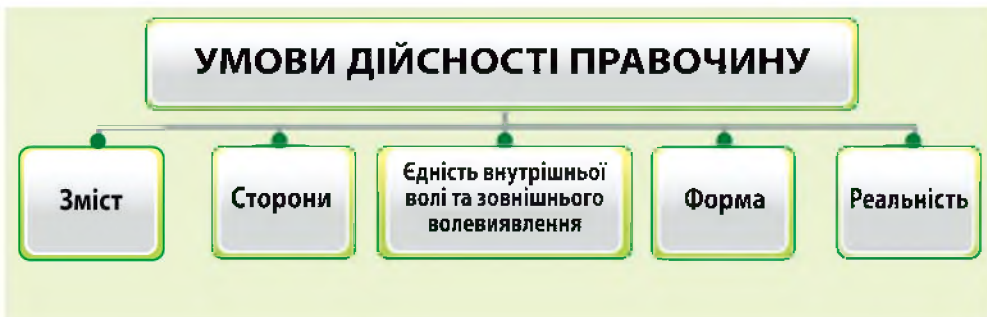 УМОВИ ДІЙСНОСТІ ПРАВОЧИНУ
Зміст
Сторони
Єдність внутрішньої
волі та зовнішнього
волевиявлення
Форма
Реальність